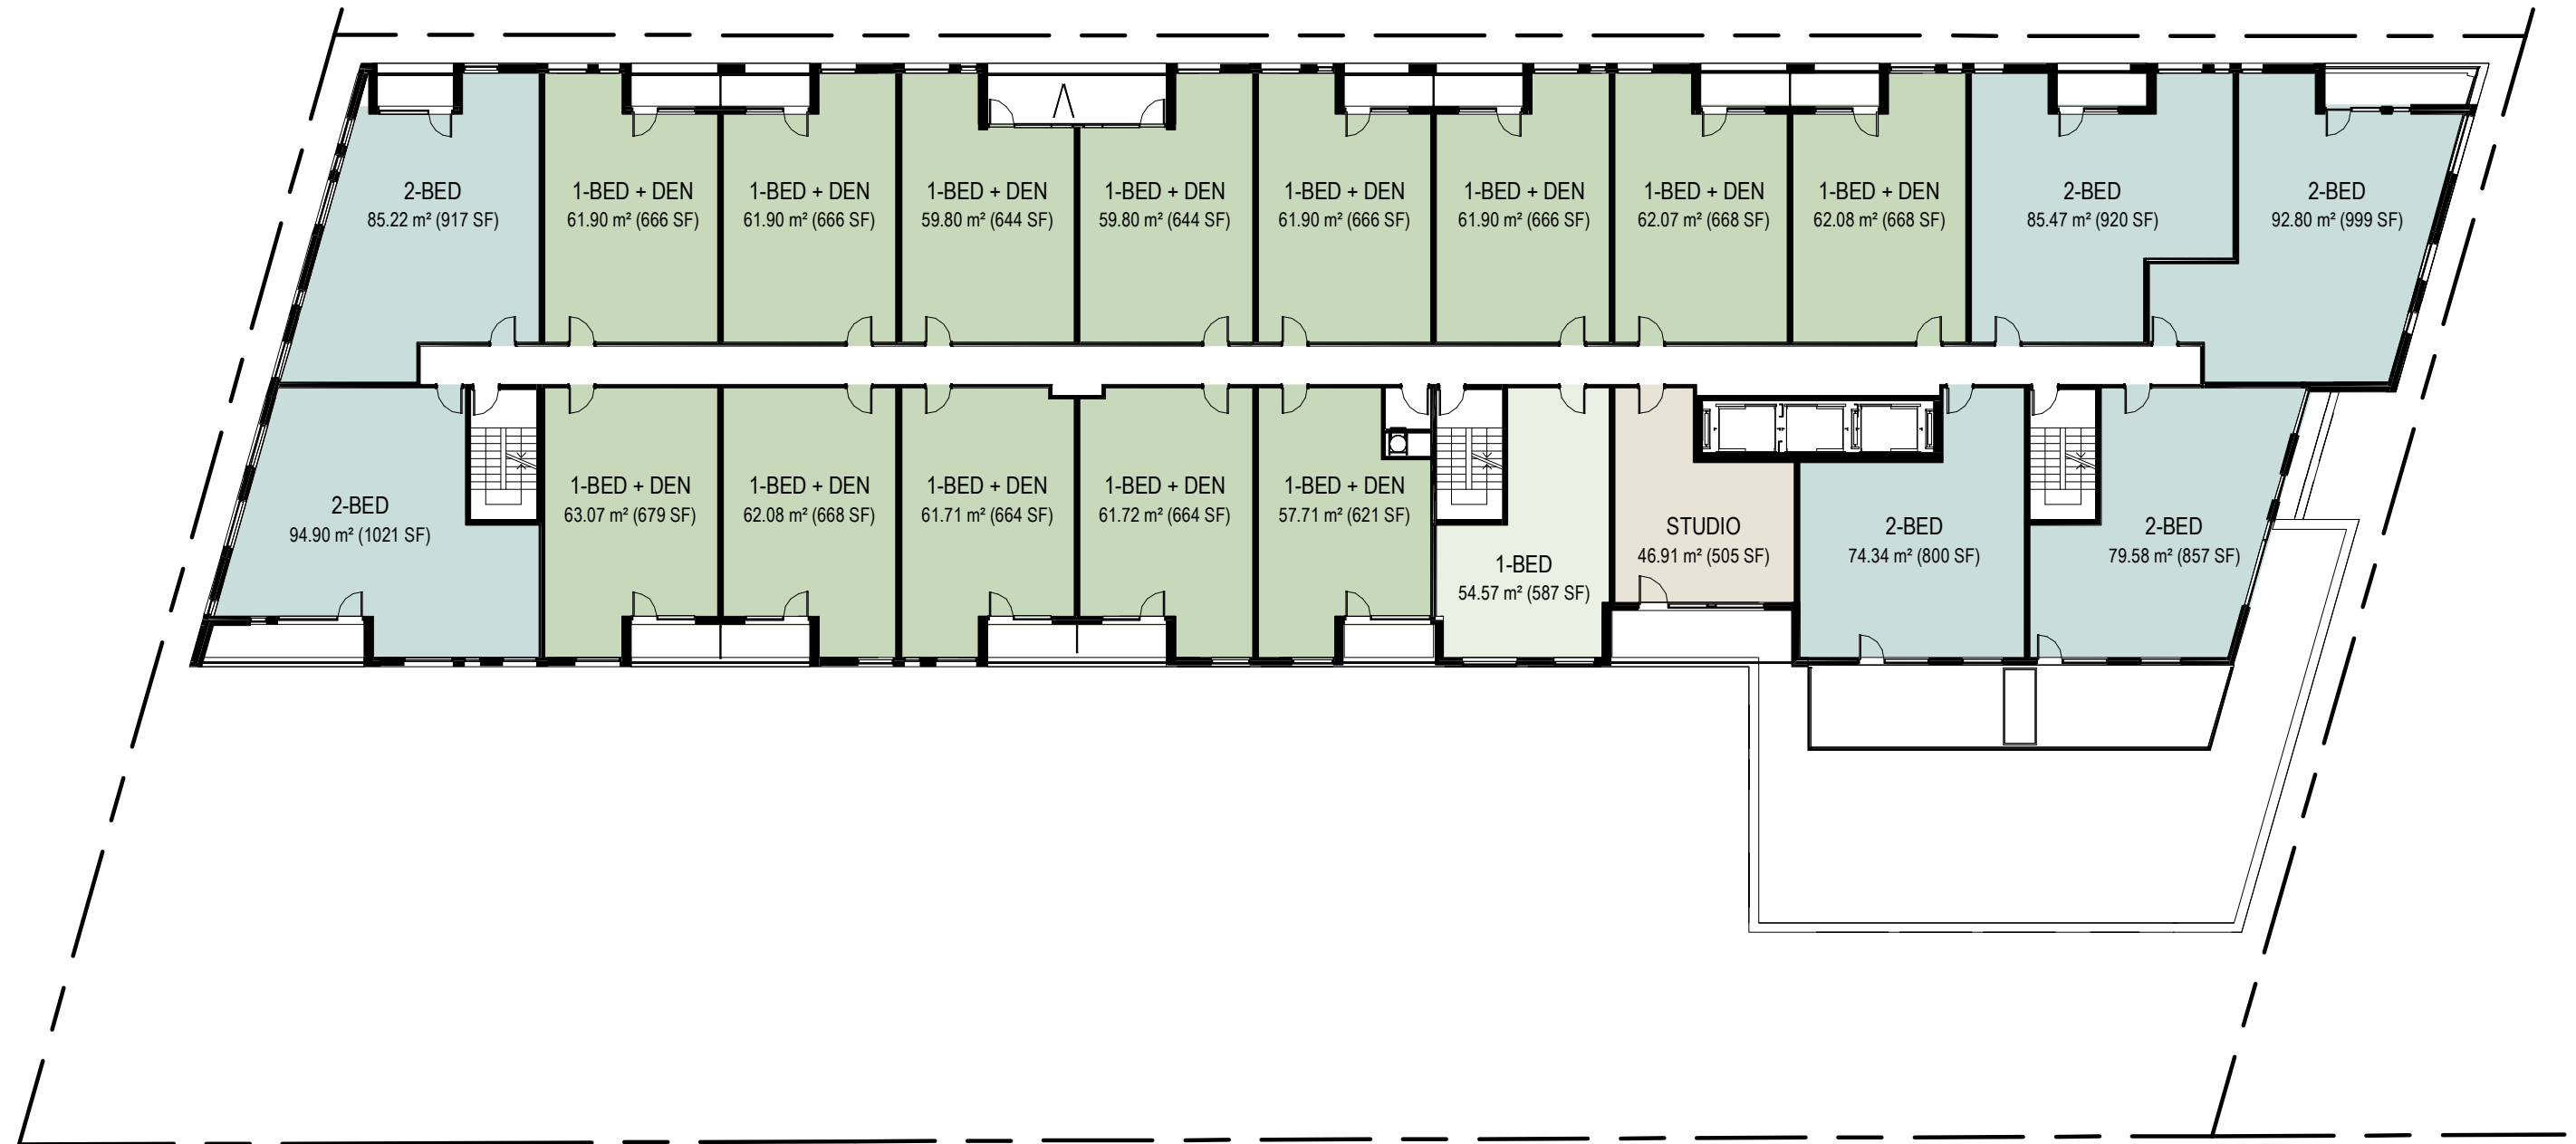 2-BED
85.22 m² (917 SF)
1-BED + DEN
61.90 m² (666 SF)
1-BED + DEN
61.90 m² (666 SF)
1-BED + DEN
59.80 m² (644 SF)
1-BED + DEN
59.80 m² (644 SF)
1-BED + DEN
61.90 m² (666 SF)
1-BED + DEN
61.90 m² (666 SF)
1-BED + DEN
62.07 m² (668 SF)
1-BED + DEN
62.08 m² (668 SF)
2-BED
85.47 m² (920 SF)
2-BED
92.80 m² (999 SF)
2-BED
94.90 m² (1021 SF)
1-BED + DEN
63.07 m² (679 SF)
1-BED + DEN
62.08 m² (668 SF)
1-BED + DEN
61.71 m² (664 SF)
1-BED + DEN
61.72 m² (664 SF)
1-BED + DEN
57.71 m² (621 SF)
1-BED
54.57 m² (587 SF)
STUDIO
46.91 m² (505 SF)
2-BED
74.34 m² (800 SF)
2-BED
79.58 m² (857 SF)